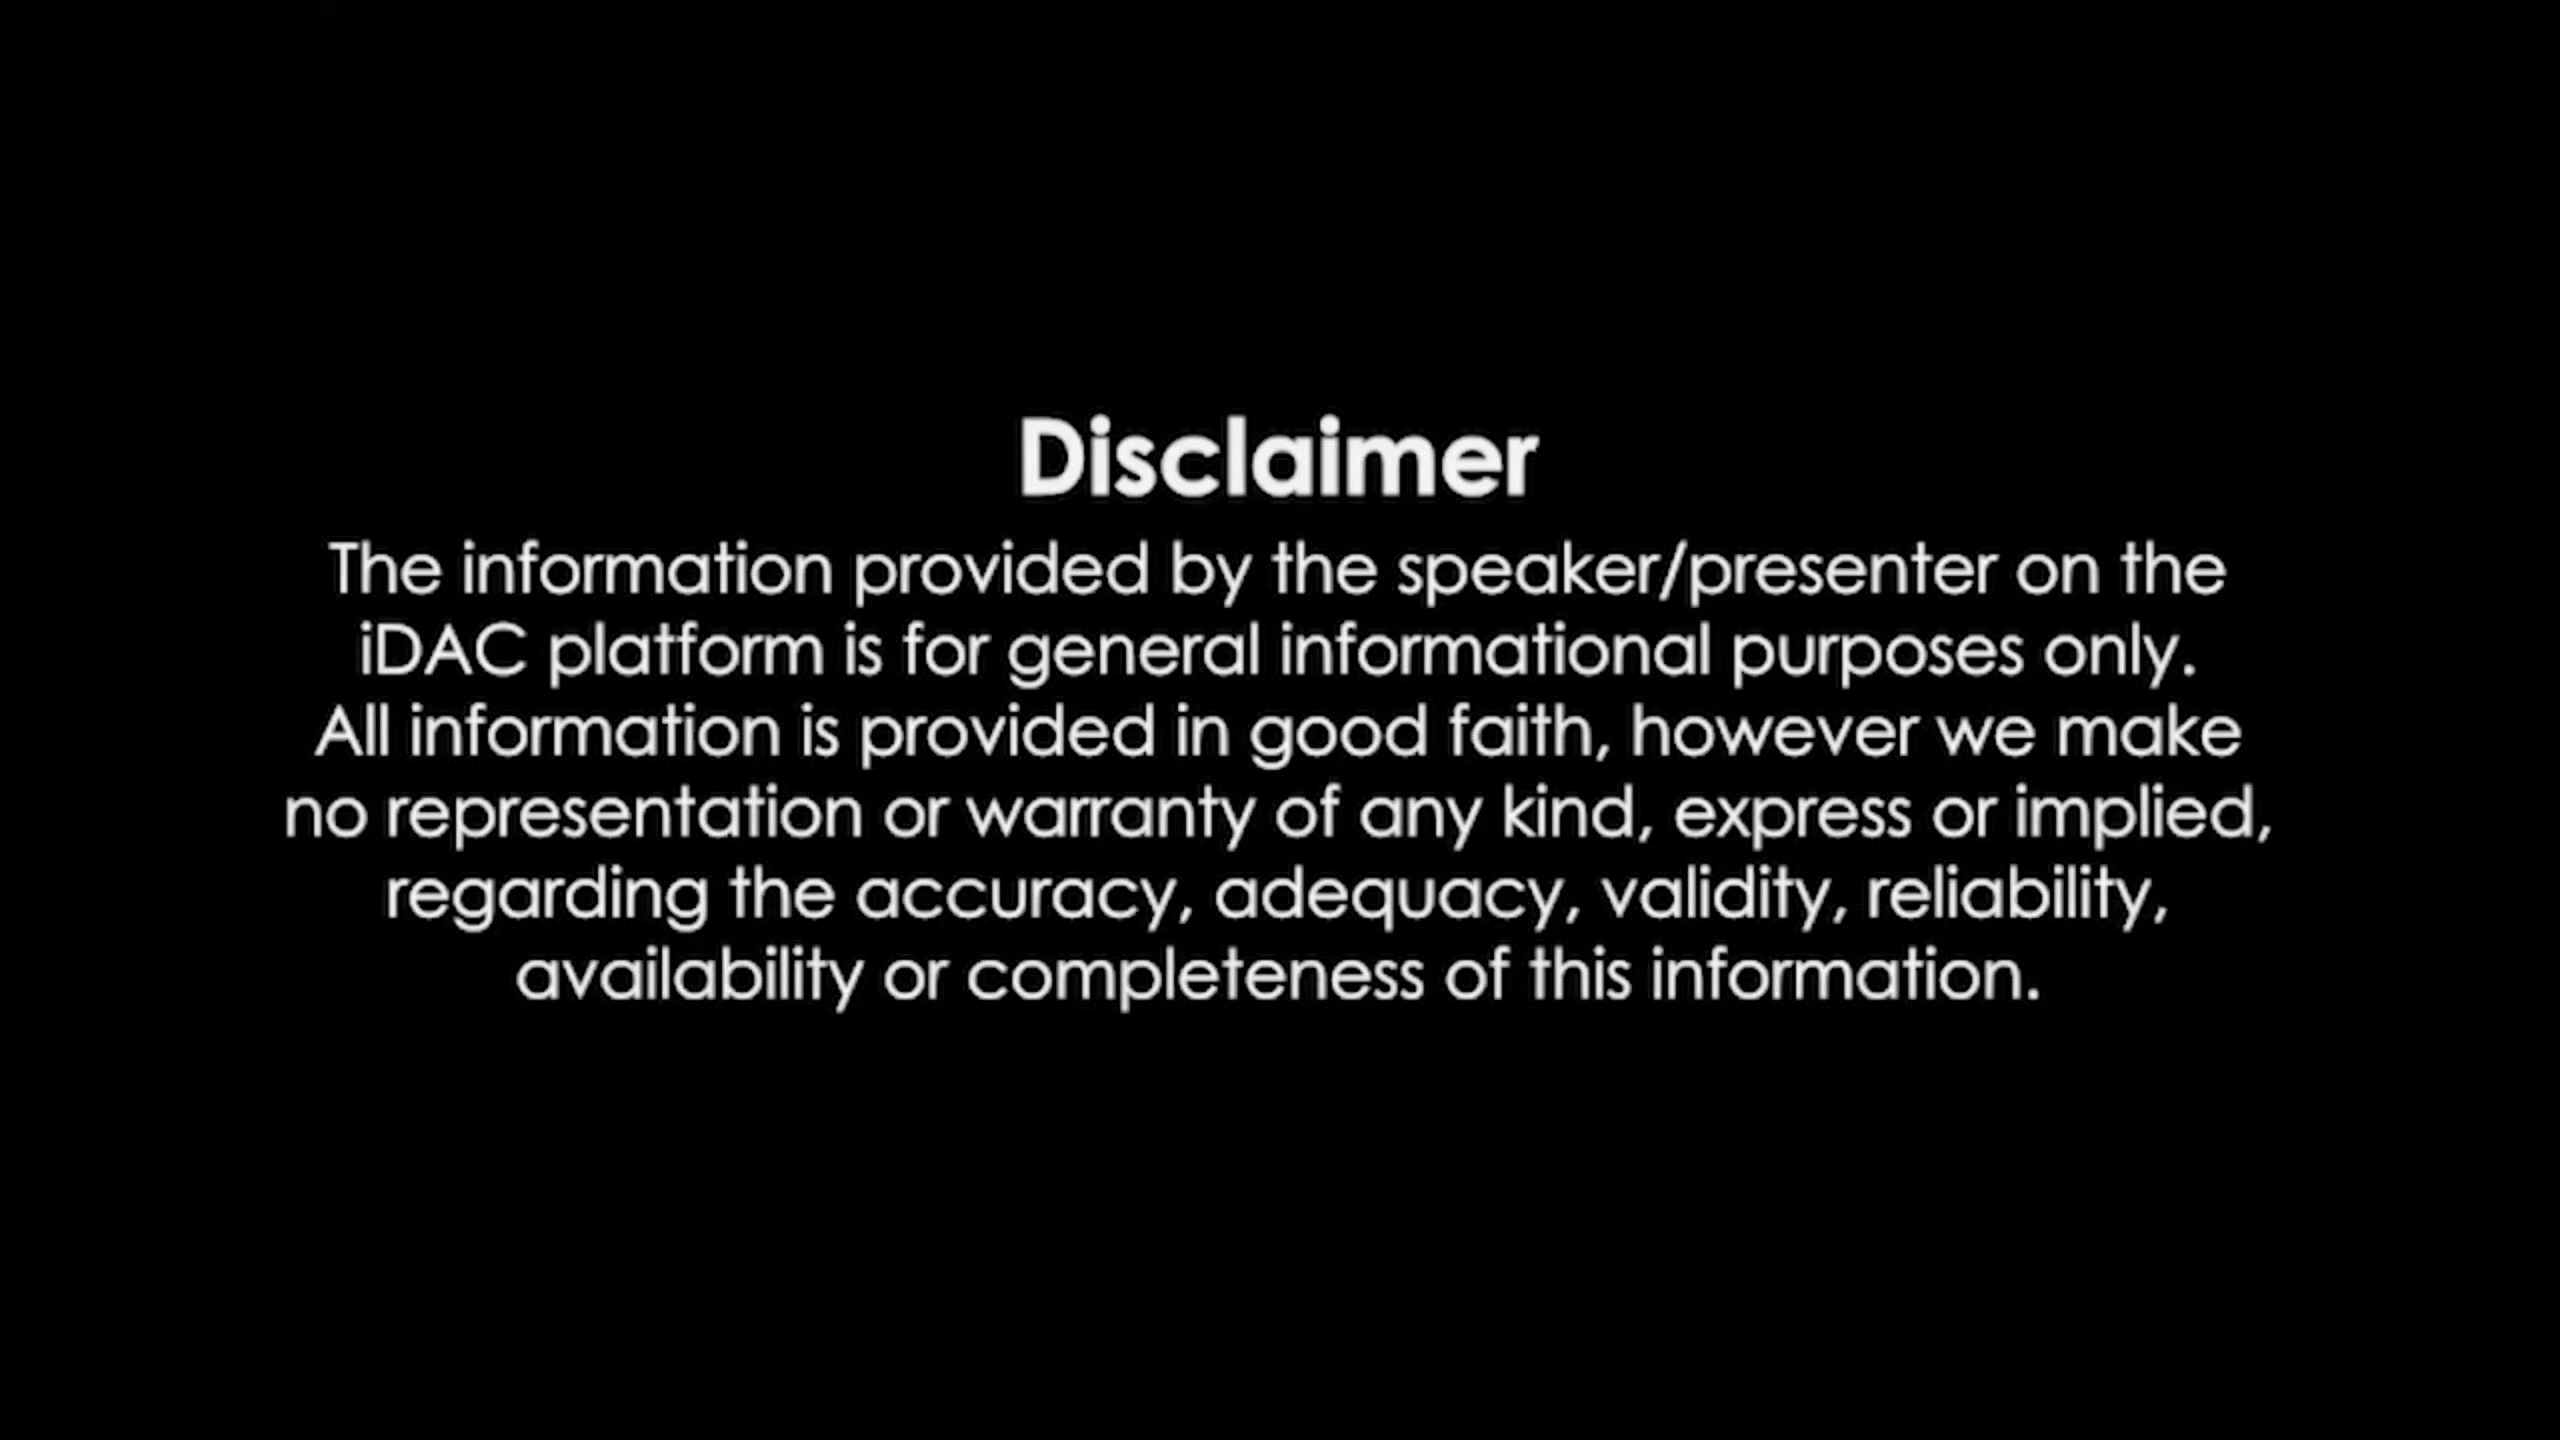 Disclaimer
The information provided by the speaker/presenter on the
iDAC platform is for general informational purposes only.
All information is provided in good faith, however we make
no representation or warranty of any kind, express or implied,
regarding the accuracy, adequacy, validity, reliability,
availability or completeness of this information.